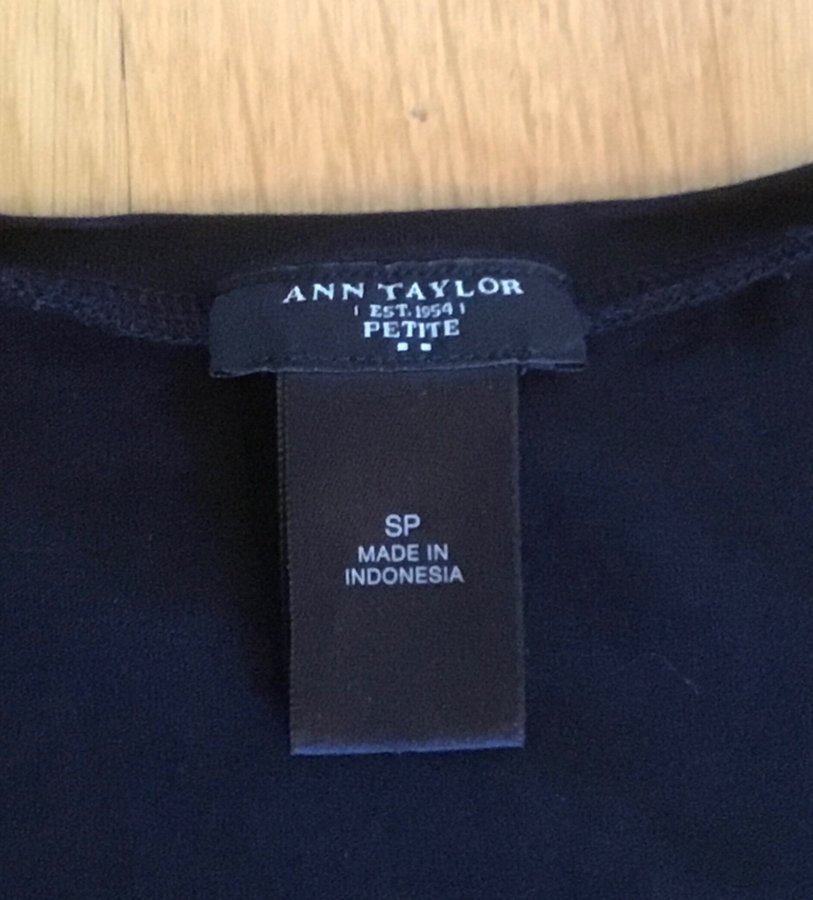 ANN TAYLOR
| EST. 1954 |
PETITE
SP
MADE IN
INDONESIA